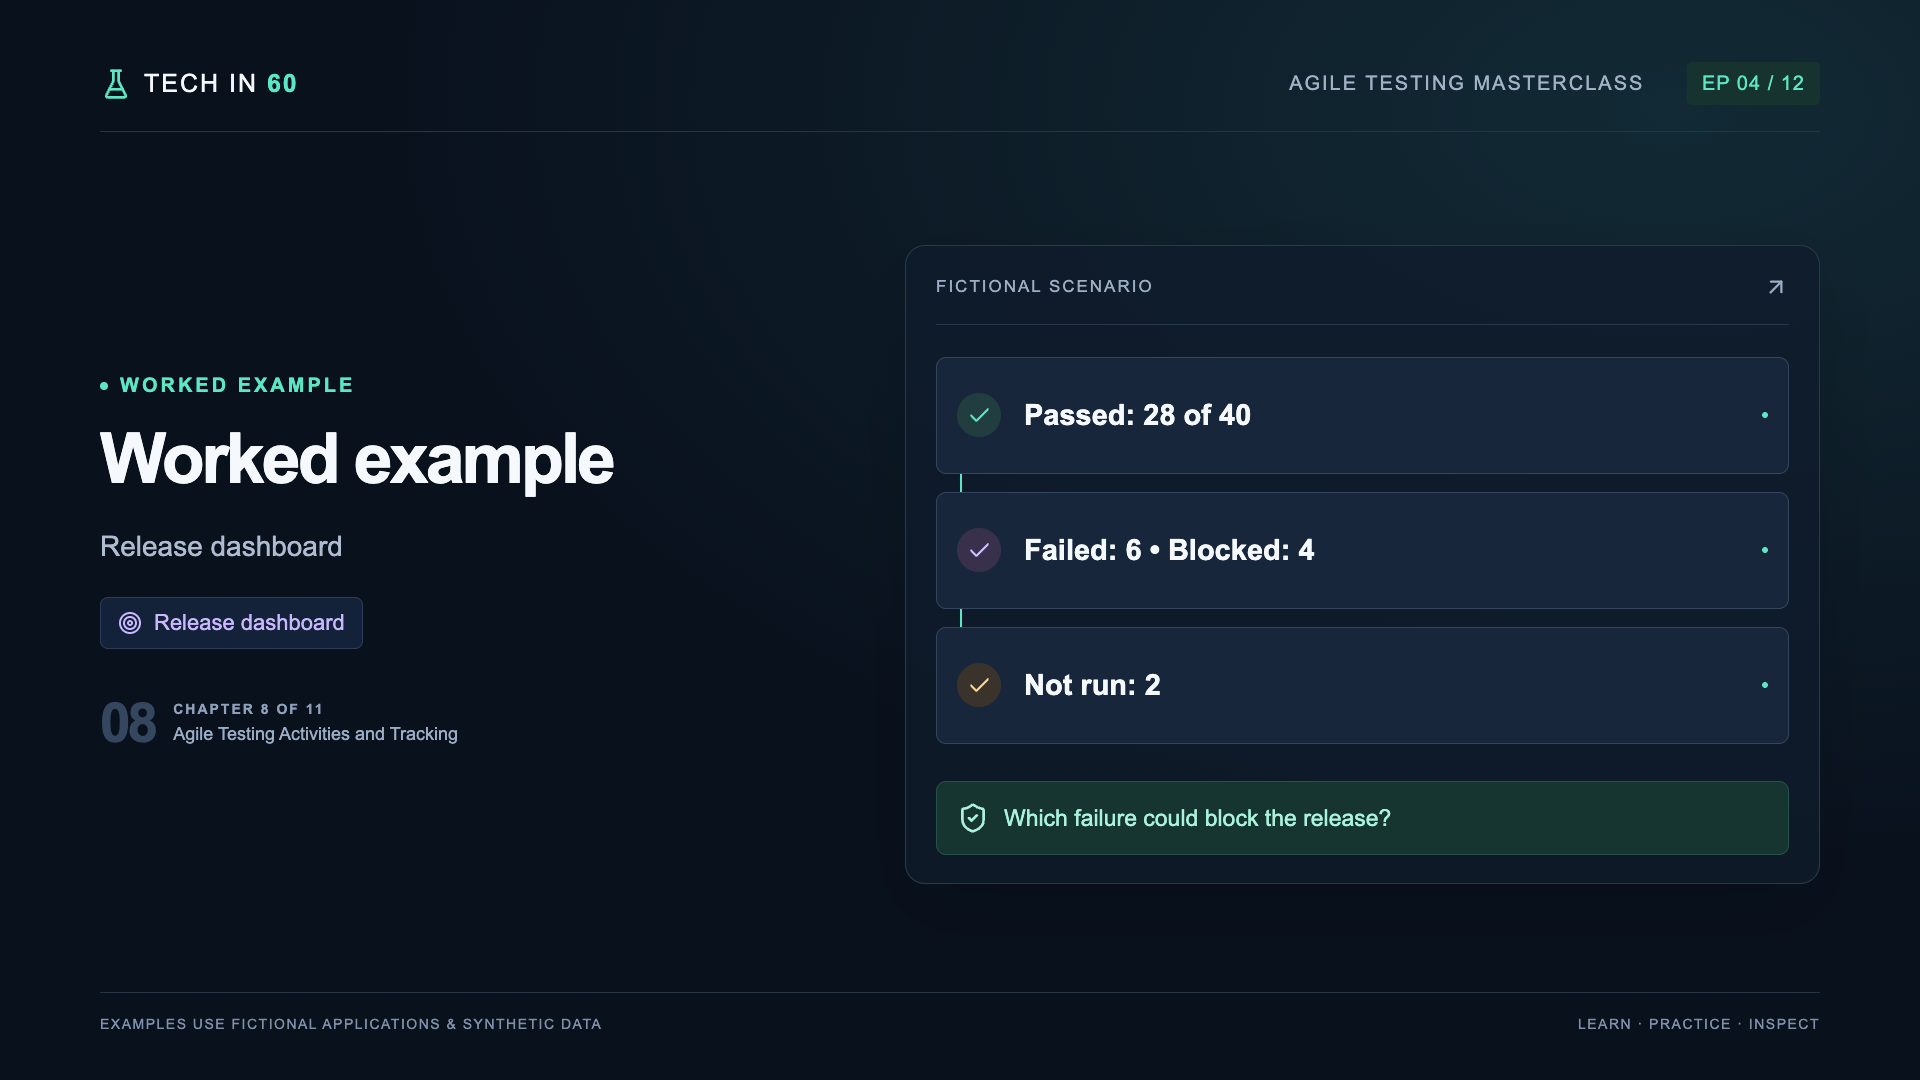 TECH IN 60
AGILE TESTING MASTERCLASS
EP 04 / 12
• WORKED EXAMPLE
Worked example
Release dashboard
Release dashboard
08
CHAPTER 8 OF 11
Agile Testing Activities and Tracking
FICTIONAL SCENARIO
Passed: 28 of 40
Failed: 6 • Blocked: 4
Not run: 2
Which failure could block the release?
EXAMPLES USE FICTIONAL APPLICATIONS & SYNTHETIC DATA
LEARN · PRACTICE · INSPECT